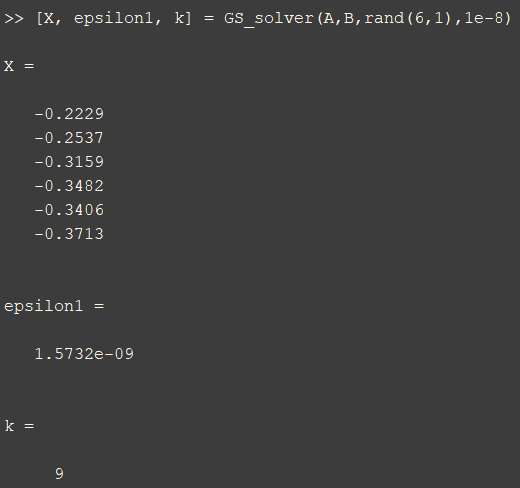 >> [X, epsilon1, k] = GS_solver(A,B,rand(6,1),1e-8)
X =
-0.2229
-0.2537
-0.3159
-0.3482
-0.3406
-0.3713
epsilon1 =
1.5732e-09
k =
9